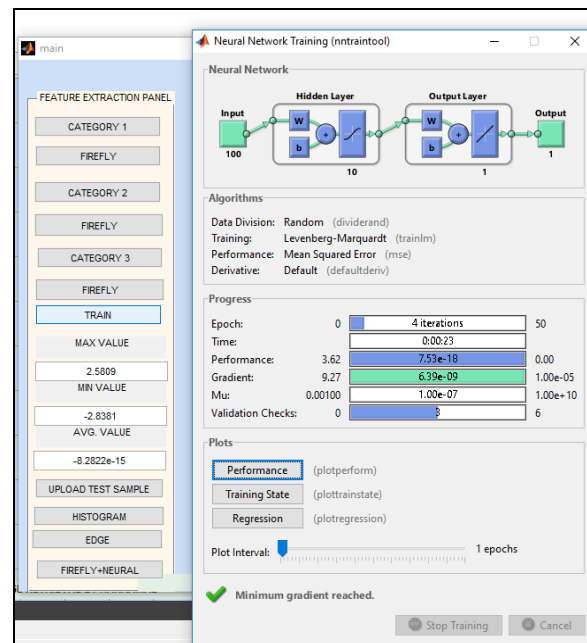 main
FEATURE EXTRACTION PANEL
CATEGORY 1
FIREFLY
CATEGORY 2
FIREFLY
CATEGORY 3
FIREFLY
TRAIN
MAX VALUE
2.5809
MIN VALUE
-2.8381
AVG. VALUE
-8.2822e-15
UPLOAD TEST SAMPLE
HISTOGRAM
EDGE
FIREFLY+NEURAL
Neural Network Training (nntraintool)
Neural Network
Hidden Layer Output Layer
Input Output
W W
+ +
b b
100 10 1 1
Algorithms
Data Division: Random (dividerand)
Training: Levenberg-Marquardt (trainlm)
Performance: Mean Squared Error (mse)
Derivative: Default (defaultderiv)
Progress
Epoch: 0 4 iterations 50
Time: 0:00:23
Performance: 3.62 7.53e-18 0.00
Gradient: 9.27 6.39e-09 1.00e-05
Mu: 0.00100 1.00e-07 1.00e+10
Validation Checks: 0 3 6
Plots
Performance (plotperform)
Training State (plottrainstate)
Regression (plotregression)
Plot Interval: 1 epochs
Minimum gradient reached.
Stop Training Cancel